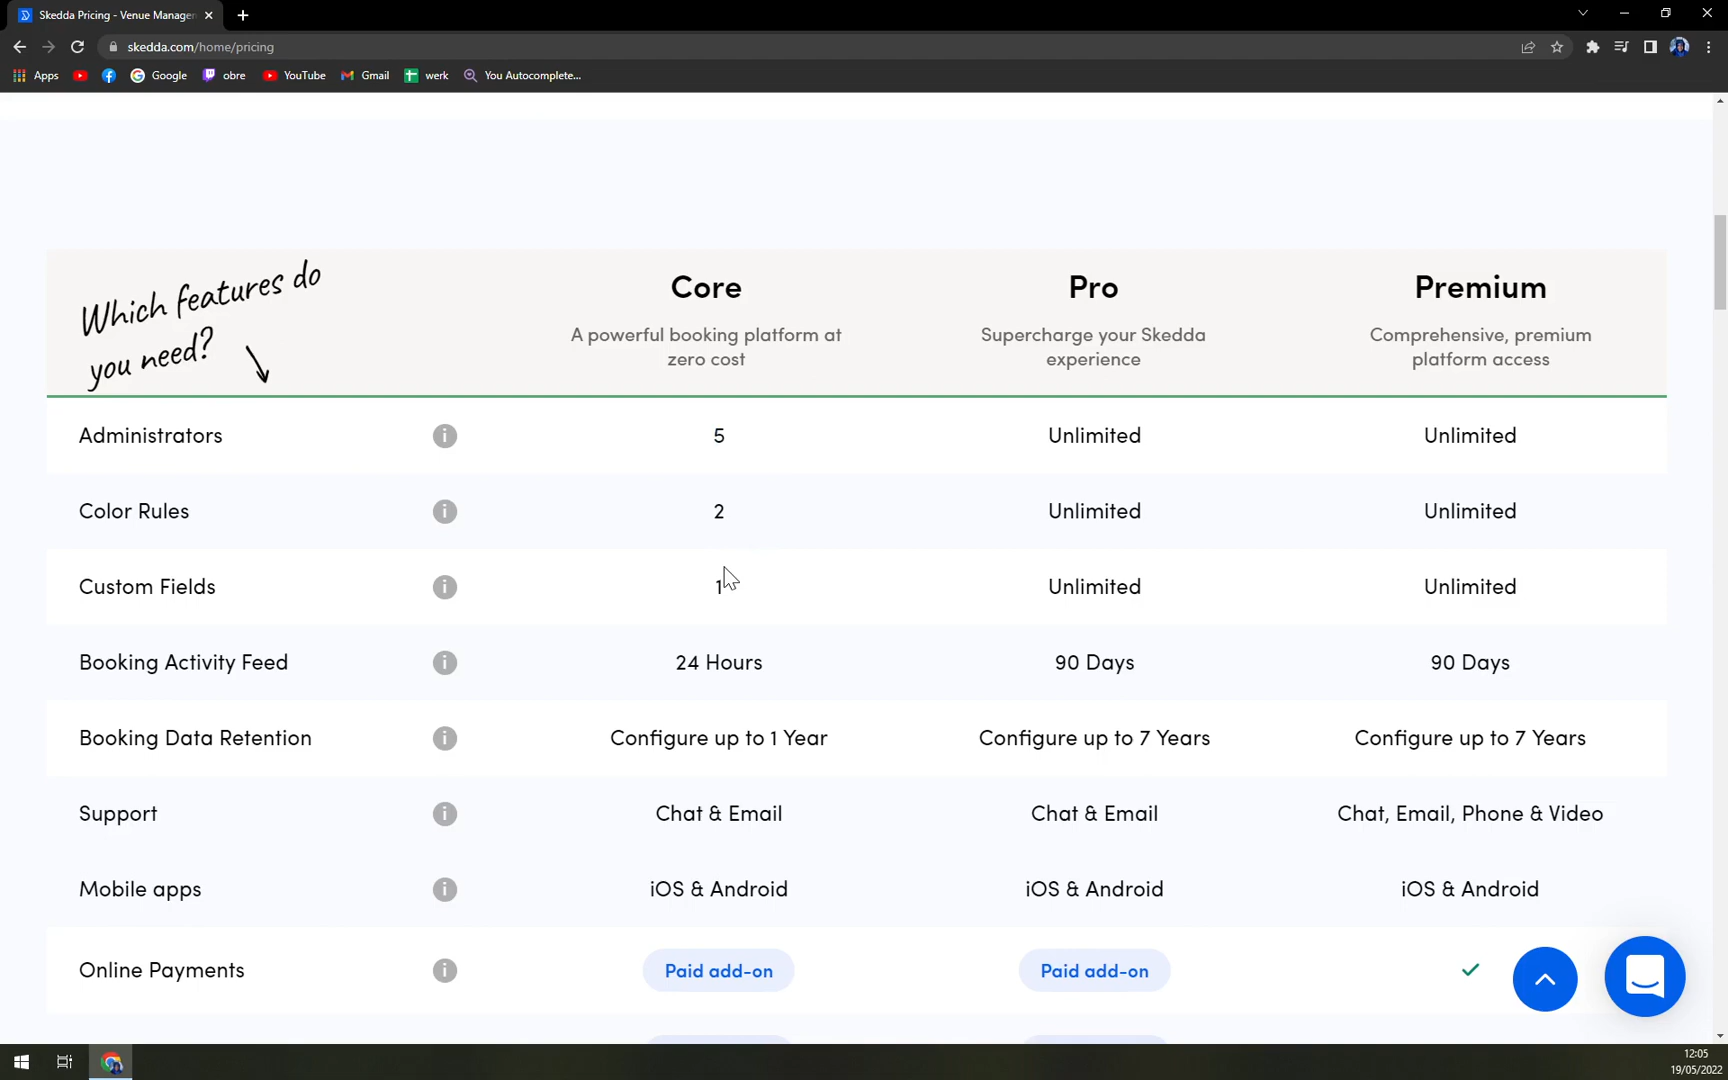 Skedda Pricing - Venue Manager
skedda.com/home/pricing
Apps
Google
obre
YouTube
Gmail
werk
You Autocomplete...
Which features do
you need?
Core
A powerful booking platform at
zero cost
Pro
Supercharge your Skedda
experience
Premium
Comprehensive, premium
platform access
Administrators
i
5
Unlimited
Unlimited
Color Rules
i
2
Unlimited
Unlimited
Custom Fields
i
1
Unlimited
Unlimited
Booking Activity Feed
i
24 Hours
90 Days
90 Days
Booking Data Retention
i
Configure up to 1 Year
Configure up to 7 Years
Configure up to 7 Years
Support
i
Chat & Email
Chat & Email
Chat, Email, Phone & Video
Mobile apps
i
iOS & Android
iOS & Android
iOS & Android
Online Payments
i
Paid add-on
Paid add-on
12:05
19/05/2022